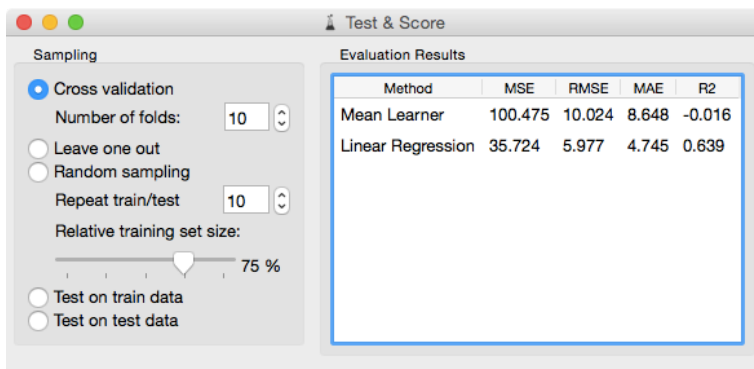 Test & Score
Sampling
Cross validation
Number of folds: 10
Leave one out
Random sampling
Repeat train/test 10
Relative training set size:
75 %
Test on train data
Test on test data
Evaluation Results
Method MSE RMSE MAE R2
Mean Learner 100.475 10.024 8.648 -0.016
Linear Regression 35.724 5.977 4.745 0.639